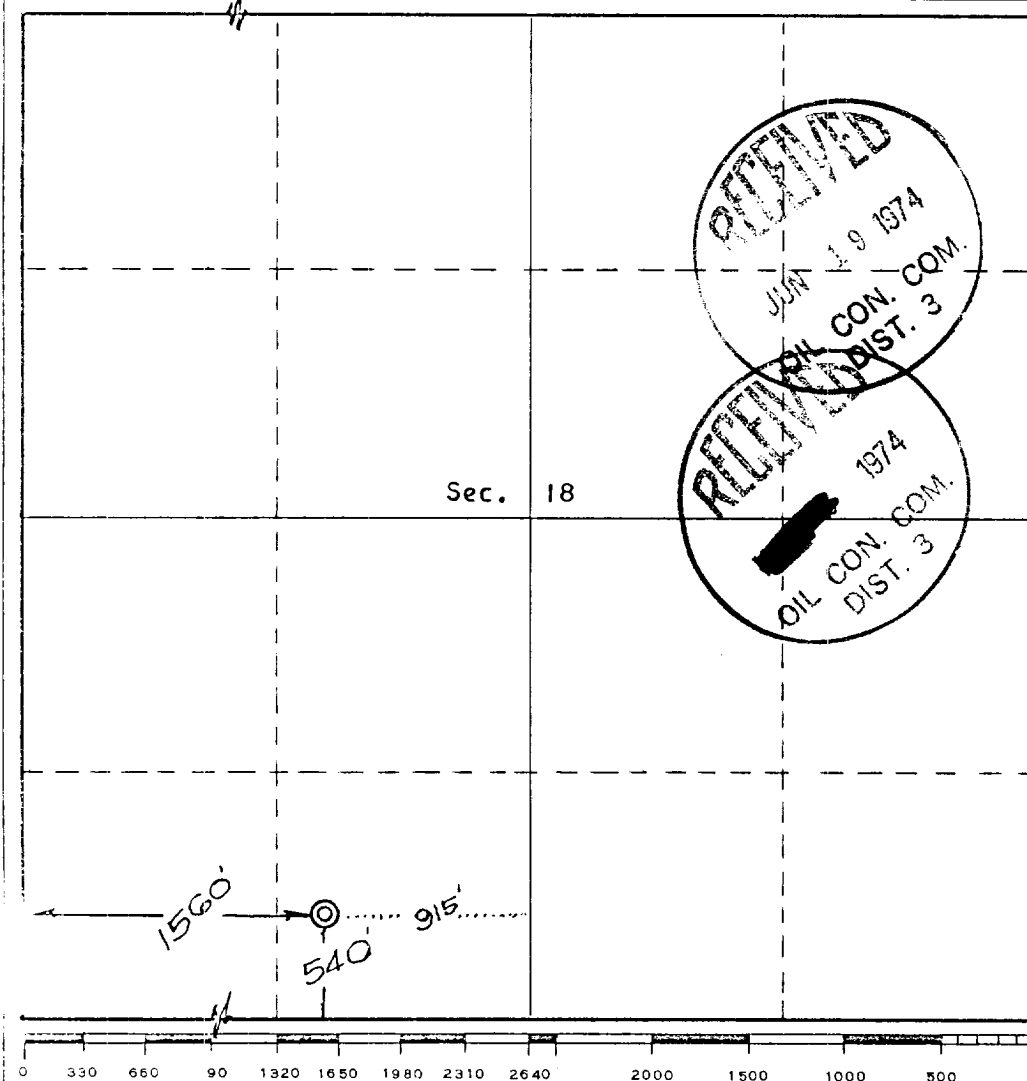 RECEIVED
JUN 19 1974
OIL CON. COM.
DIST. 3
RECEIVED
1974
OIL CON. COM.
DIST. 3
Sec. 18
1560'
915'
540'
0 330 660 90 1320 1650 1980 2310 2640 2000 1500 1000 500